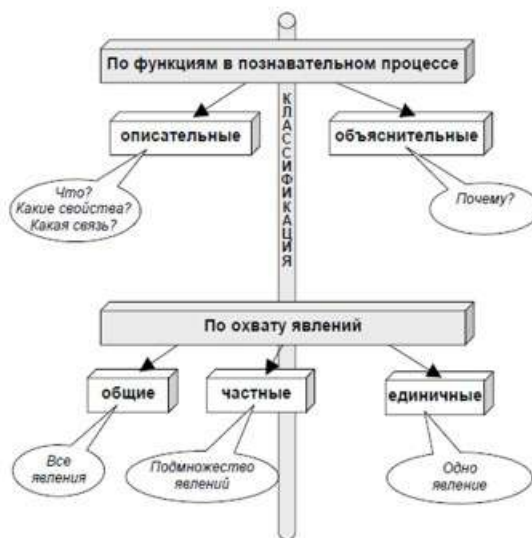 По функциям в познавательном процессе
КЛАССИФИКАЦИЯ
описательные
объяснительные
Что?
Какие свойства?
Какая связь?
Почему?
По охвату явлений
общие
частные
единичные
Все
явления
Подмножество
явлений
Одно
явление